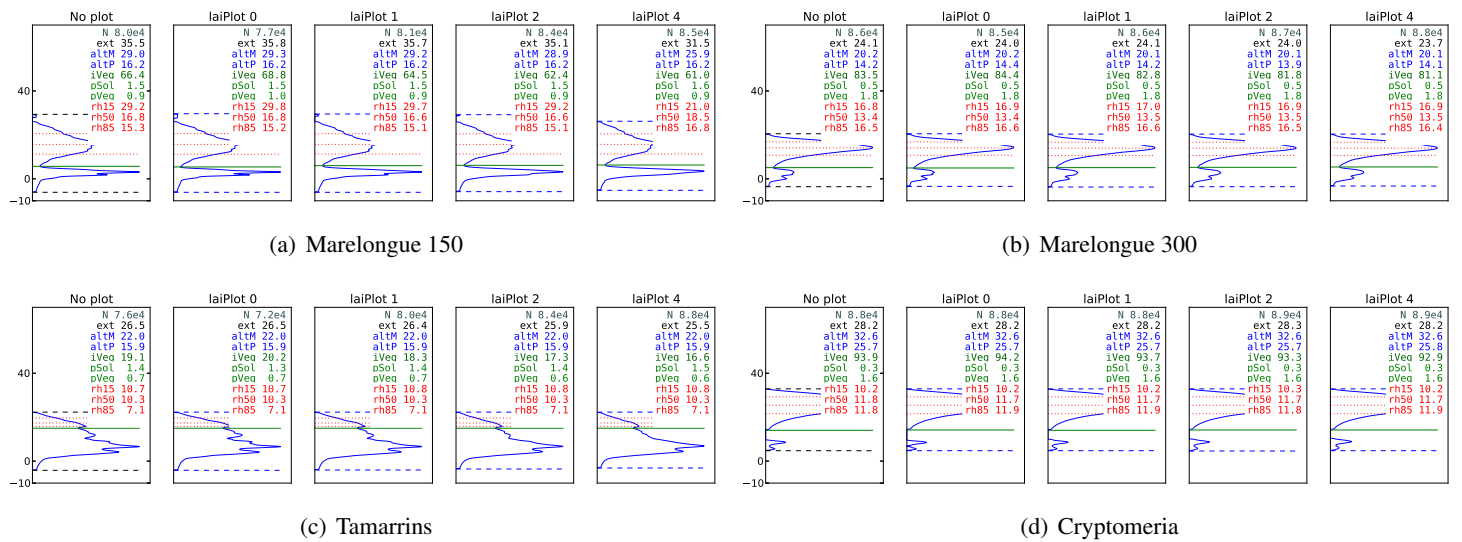 No plot
N 8.0e4
ext 35.5
altM 29.0
altP 16.2
iVeg 66.4
pSol 1.5
pVeg 0.9
rh15 29.2
rh50 16.8
rh85 15.3
40
0
−10
laiPlot 0
N 7.7e4
ext 35.8
altM 29.3
altP 16.2
iVeg 68.8
pSol 1.5
pVeg 1.0
rh15 29.8
rh50 16.8
rh85 15.2
laiPlot 1
N 8.1e4
ext 35.7
altM 29.2
altP 16.2
iVeg 64.5
pSol 1.5
pVeg 0.9
rh15 29.7
rh50 16.6
rh85 15.1
laiPlot 2
N 8.4e4
ext 35.1
altM 28.9
altP 16.2
iVeg 62.4
pSol 1.5
pVeg 0.9
rh15 29.2
rh50 16.6
rh85 15.1
laiPlot 4
N 8.5e4
ext 31.5
altM 25.9
altP 16.2
iVeg 61.0
pSol 1.6
pVeg 0.9
rh15 21.0
rh50 18.5
rh85 16.8
(a) Marelongue 150
No plot
N 8.6e4
ext 24.1
altM 20.2
altP 14.2
iVeg 83.5
pSol 0.5
pVeg 1.8
rh15 16.8
rh50 13.4
rh85 16.5
40
0
−10
laiPlot 0
N 8.5e4
ext 24.0
altM 20.2
altP 14.4
iVeg 84.4
pSol 0.5
pVeg 1.8
rh15 16.9
rh50 13.4
rh85 16.6
laiPlot 1
N 8.6e4
ext 24.1
altM 20.1
altP 14.2
iVeg 82.8
pSol 0.5
pVeg 1.8
rh15 17.0
rh50 13.5
rh85 16.6
laiPlot 2
N 8.7e4
ext 24.0
altM 20.1
altP 13.9
iVeg 81.8
pSol 0.5
pVeg 1.8
rh15 16.9
rh50 13.5
rh85 16.5
laiPlot 4
N 8.8e4
ext 23.7
altM 20.1
altP 14.1
iVeg 81.1
pSol 0.5
pVeg 1.8
rh15 16.9
rh50 13.5
rh85 16.4
(b) Marelongue 300
No plot
N 7.6e4
ext 26.5
altM 22.0
altP 15.9
iVeg 19.1
pSol 1.4
pVeg 0.7
rh15 10.7
rh50 10.3
rh85 7.1
40
0
−10
laiPlot 0
N 7.2e4
ext 26.5
altM 22.0
altP 15.9
iVeg 20.2
pSol 1.3
pVeg 0.7
rh15 10.7
rh50 10.3
rh85 7.1
laiPlot 1
N 8.0e4
ext 26.4
altM 22.0
altP 15.9
iVeg 18.3
pSol 1.4
pVeg 0.7
rh15 10.8
rh50 10.3
rh85 7.1
laiPlot 2
N 8.4e4
ext 25.9
altM 22.0
altP 15.9
iVeg 17.3
pSol 1.4
pVeg 0.6
rh15 10.8
rh50 10.3
rh85 7.1
laiPlot 4
N 8.8e4
ext 25.5
altM 22.0
altP 15.9
iVeg 16.6
pSol 1.5
pVeg 0.6
rh15 10.8
rh50 10.3
rh85 7.1
(c) Tamarrins
No plot
N 8.8e4
ext 28.2
altM 32.6
altP 25.7
iVeg 93.9
pSol 0.3
pVeg 1.6
rh15 10.2
rh50 11.8
rh85 11.8
40
0
−10
laiPlot 0
N 8.8e4
ext 28.2
altM 32.6
altP 25.7
iVeg 94.2
pSol 0.3
pVeg 1.6
rh15 10.2
rh50 11.7
rh85 11.9
laiPlot 1
N 8.8e4
ext 28.2
altM 32.6
altP 25.7
iVeg 93.7
pSol 0.3
pVeg 1.6
rh15 10.2
rh50 11.7
rh85 11.9
laiPlot 2
N 8.9e4
ext 28.3
altM 32.6
altP 25.7
iVeg 93.3
pSol 0.3
pVeg 1.6
rh15 10.3
rh50 11.7
rh85 11.8
laiPlot 4
N 8.9e4
ext 28.2
altM 32.6
altP 25.8
iVeg 92.9
pSol 0.3
pVeg 1.6
rh15 10.2
rh50 11.7
rh85 11.9
(d) Cryptomeria